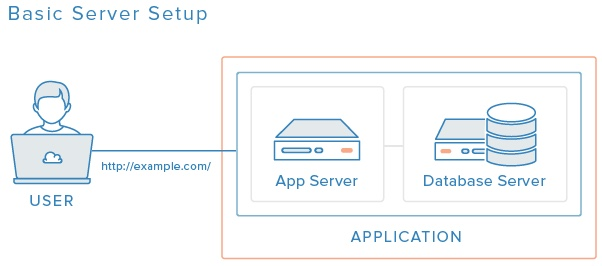 Basic Server Setup
http://example.com/
App Server
Database Server
USER
APPLICATION